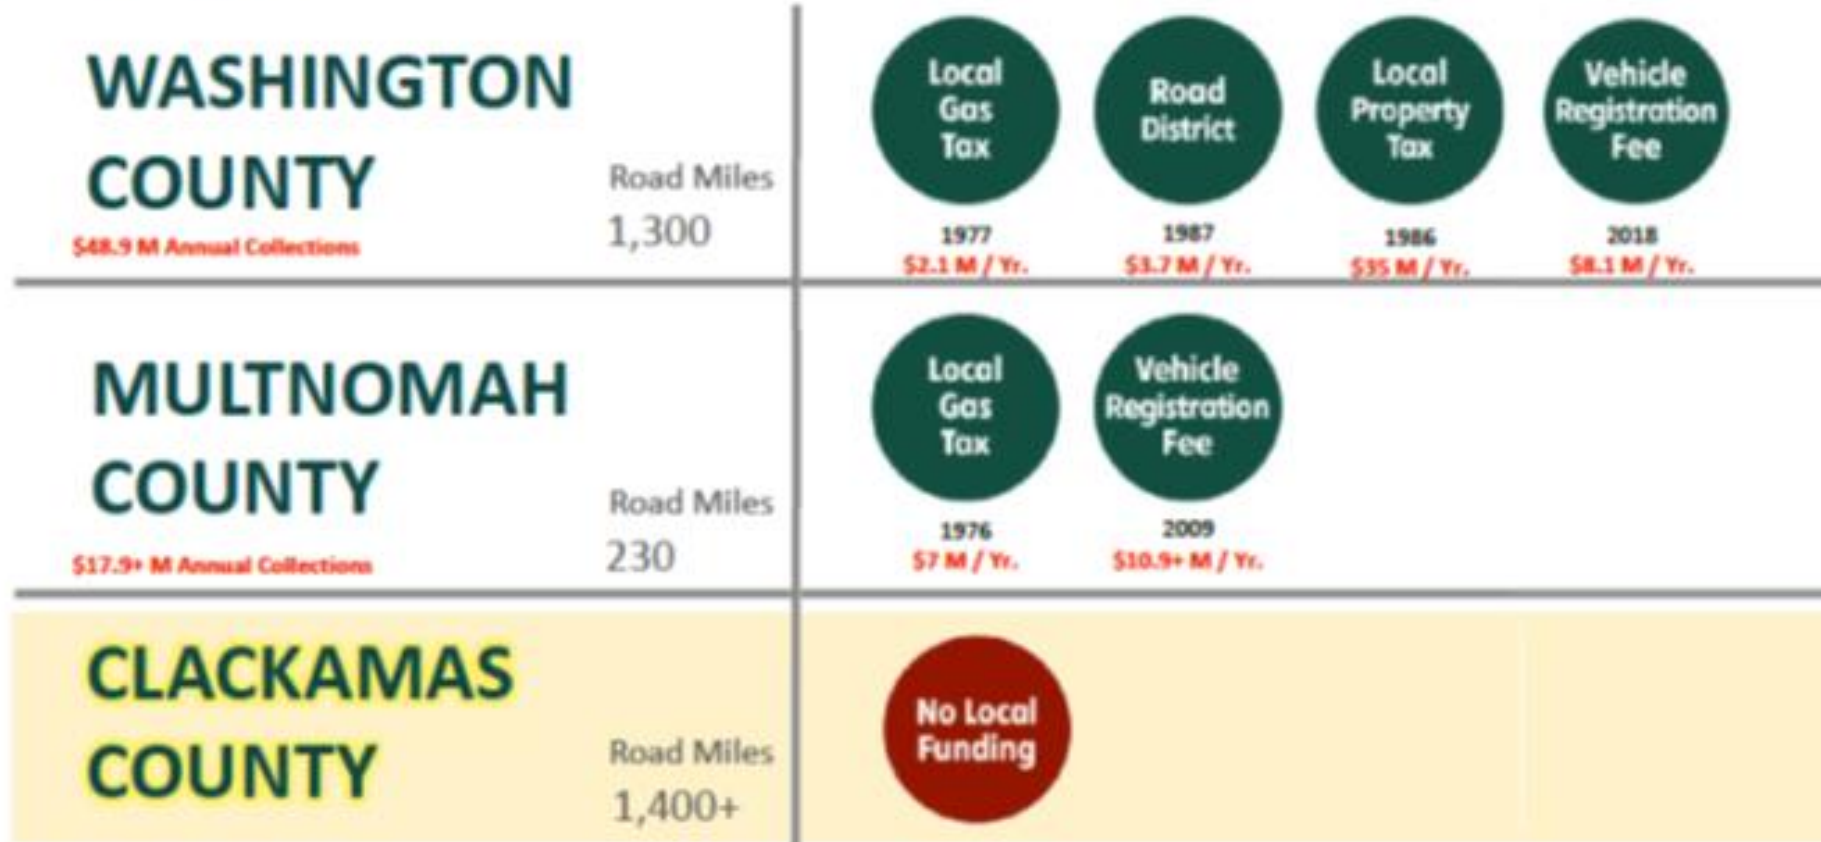 WASHINGTON
COUNTY
$48.9 M Annual Collections
Road Miles
1,300
Local
Gas
Tax
1977
$2.1 M / Yr.
Road
District
1987
$3.7 M / Yr.
Local
Property
Tax
1986
$35 M / Yr.
Vehicle
Registration
Fee
2018
$8.1 M / Yr.
MULTNOMAH
COUNTY
$17.9+ M Annual Collections
Road Miles
230
Local
Gas
Tax
1976
$7 M / Yr.
Vehicle
Registration
Fee
2009
$10.9+ M / Yr.
CLACKAMAS
COUNTY
Road Miles
1,400+
No Local
Funding